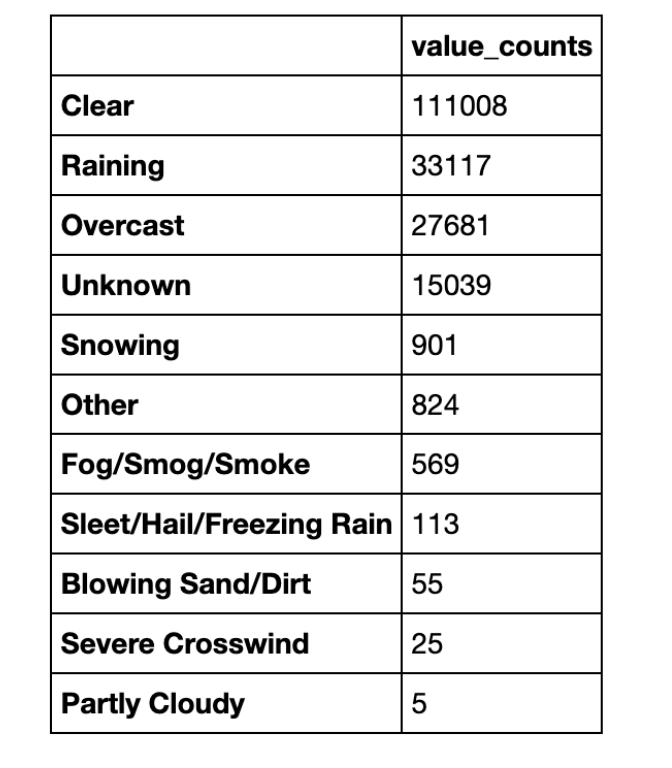 value_counts
Clear 111008
Raining 33117
Overcast 27681
Unknown 15039
Snowing 901
Other 824
Fog/Smog/Smoke 569
Sleet/Hail/Freezing Rain 113
Blowing Sand/Dirt 55
Severe Crosswind 25
Partly Cloudy 5